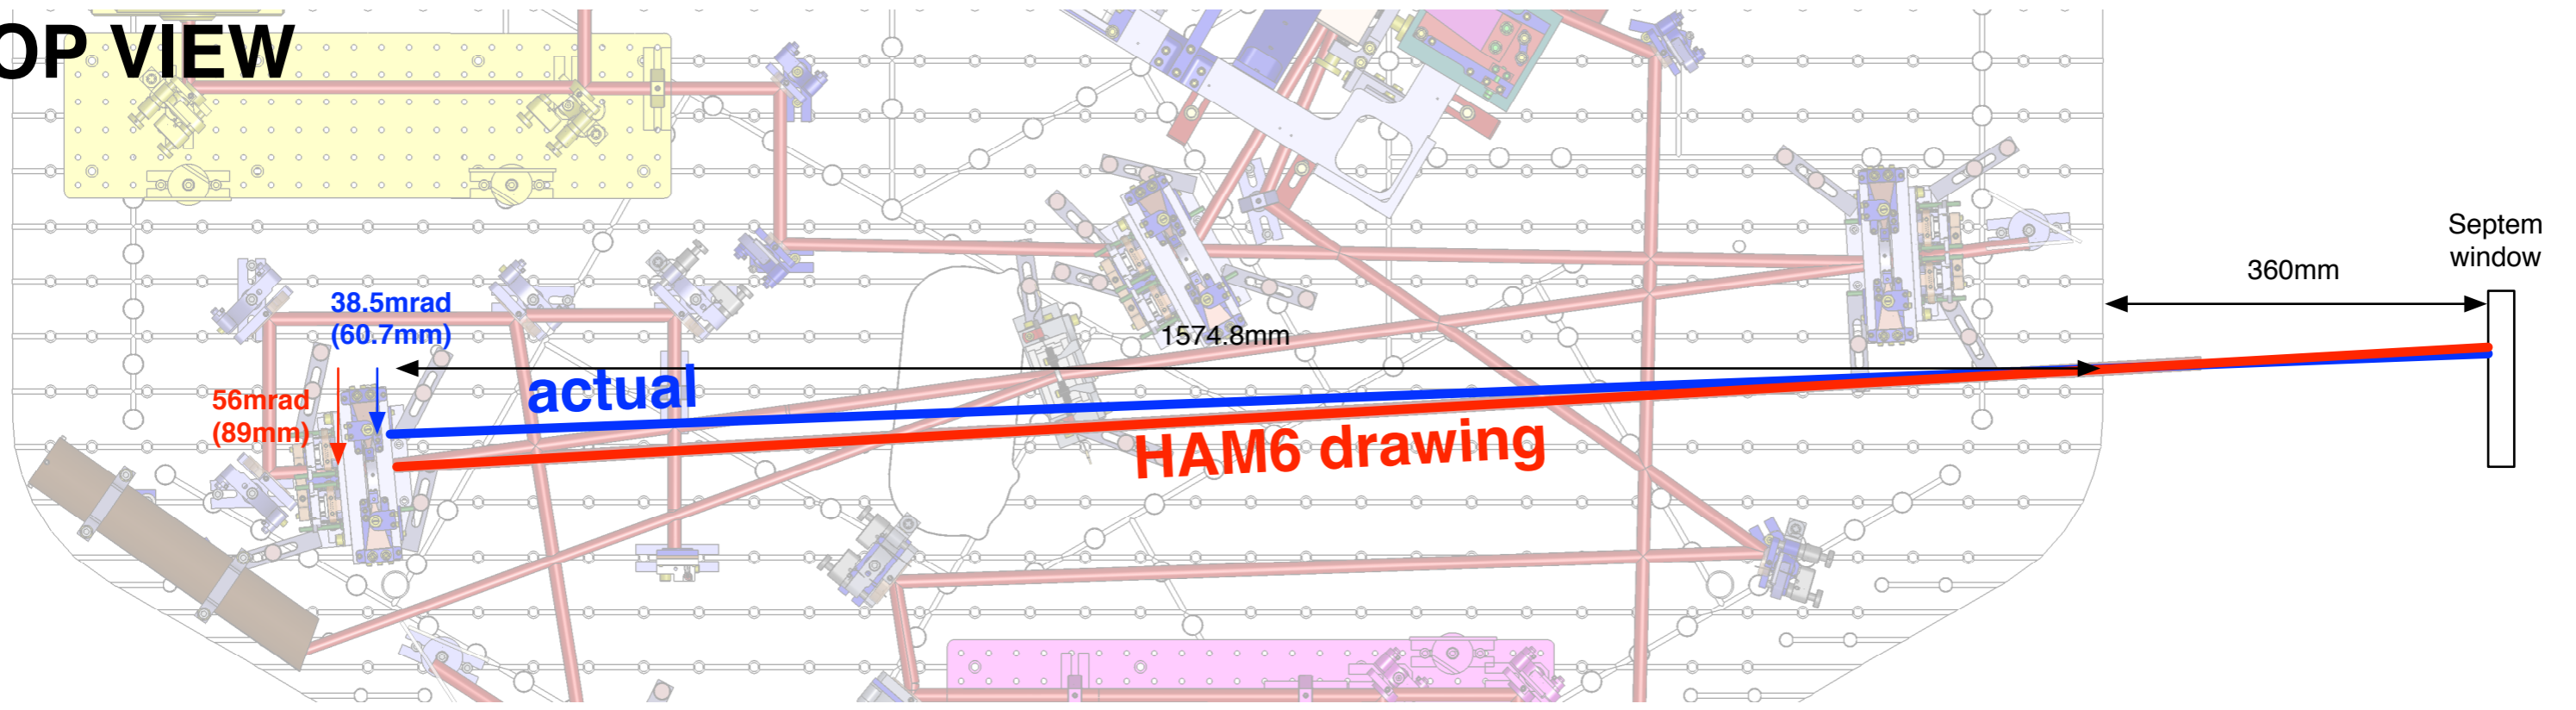 OP VIEW
Septem
window
360mm
38.5mrad
(60.7mm)
1574.8mm
actual
56mrad
(89mm)
HAM6 drawing